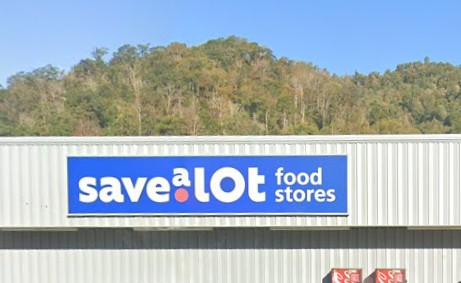 save a lot food
stores